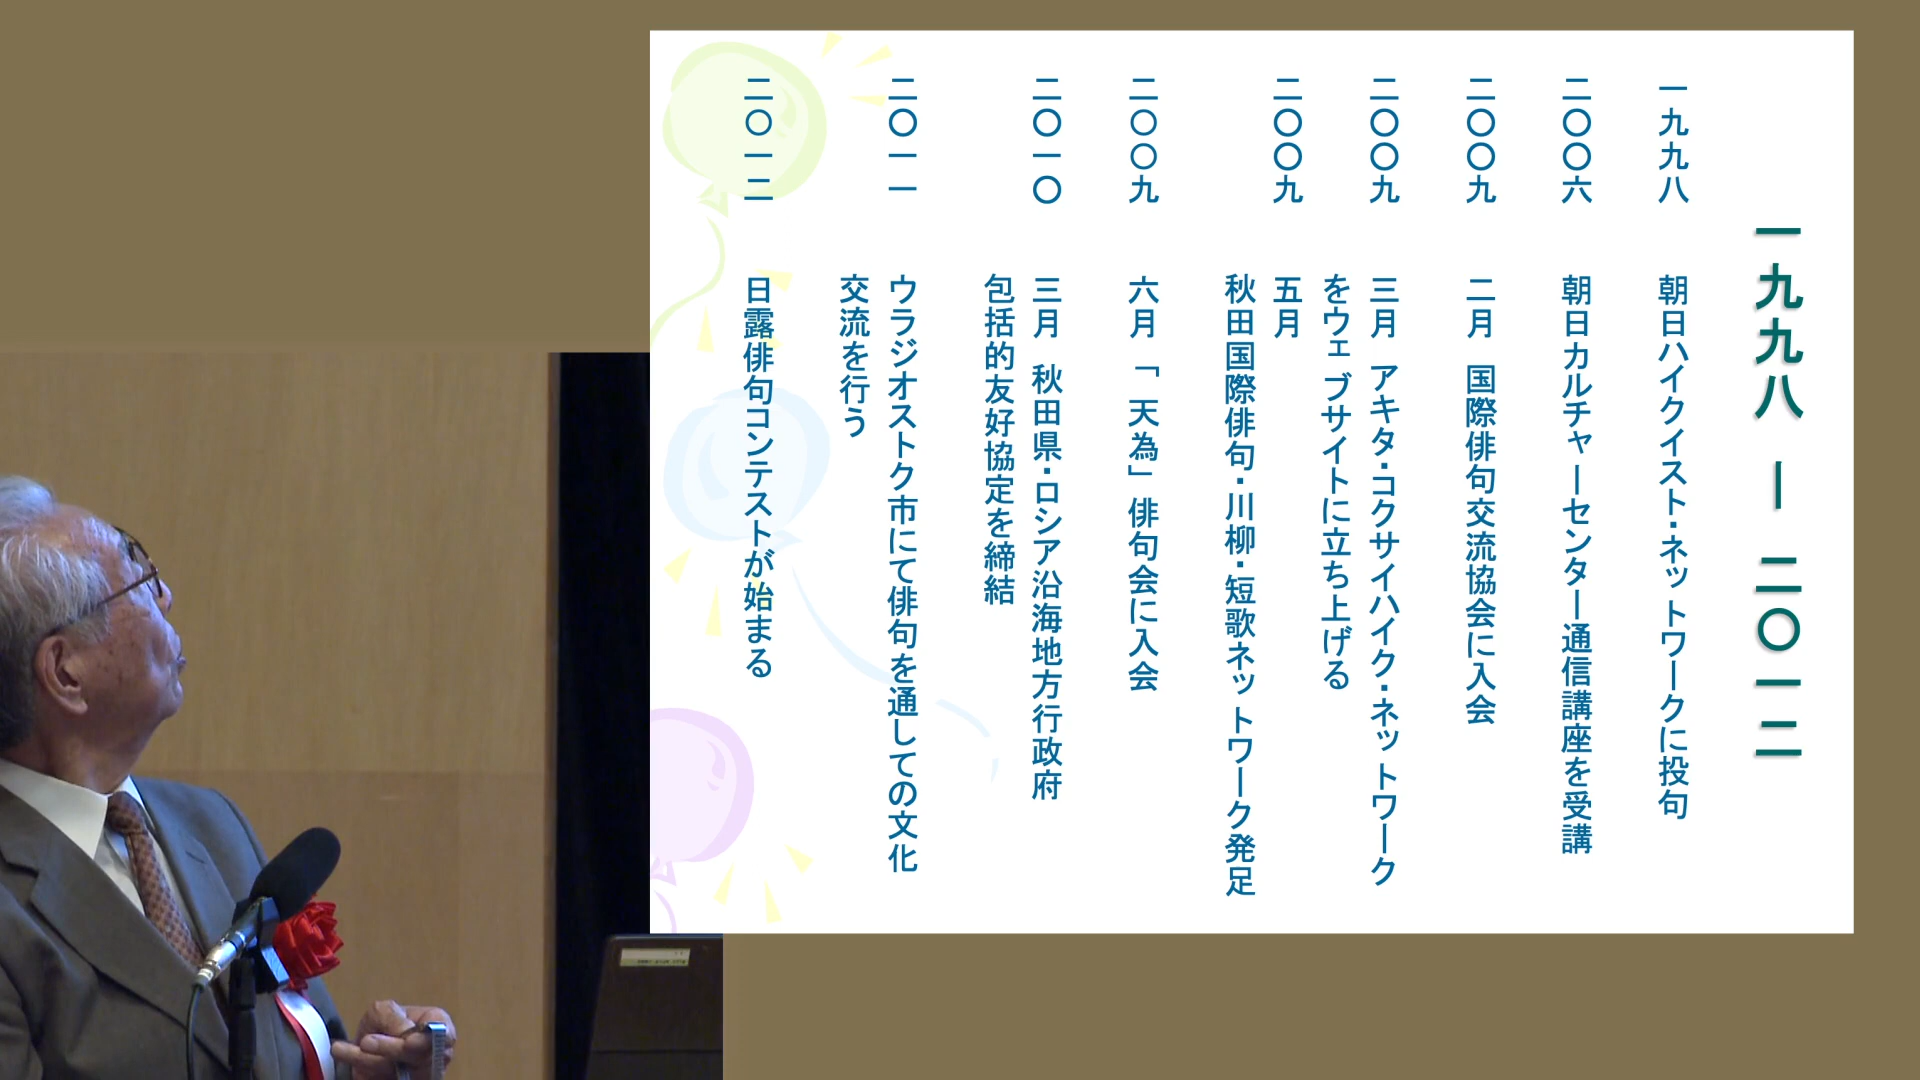 一九九八 ー 二〇一二
一九九八 朝日ハイクイスト・ネットワークに投句
二〇〇六 朝日カルチャーセンター通信講座を受講
二〇〇九 二月 国際俳句交流協会に入会
二〇〇九 三月 アキタ・コクサイハイク・ネットワーク
をウェブサイトに立ち上げる
二〇〇九 五月
秋田国際俳句・川柳・短歌ネットワーク発足
二〇〇九 六月 「天為」俳句会に入会
二〇一〇 三月 秋田県・ロシア沿海地方行政府
包括的友好協定を締結
二〇一一 ウラジオストク市にて俳句を通しての文化
交流を行う
二〇一二 日露俳句コンテストが始まる